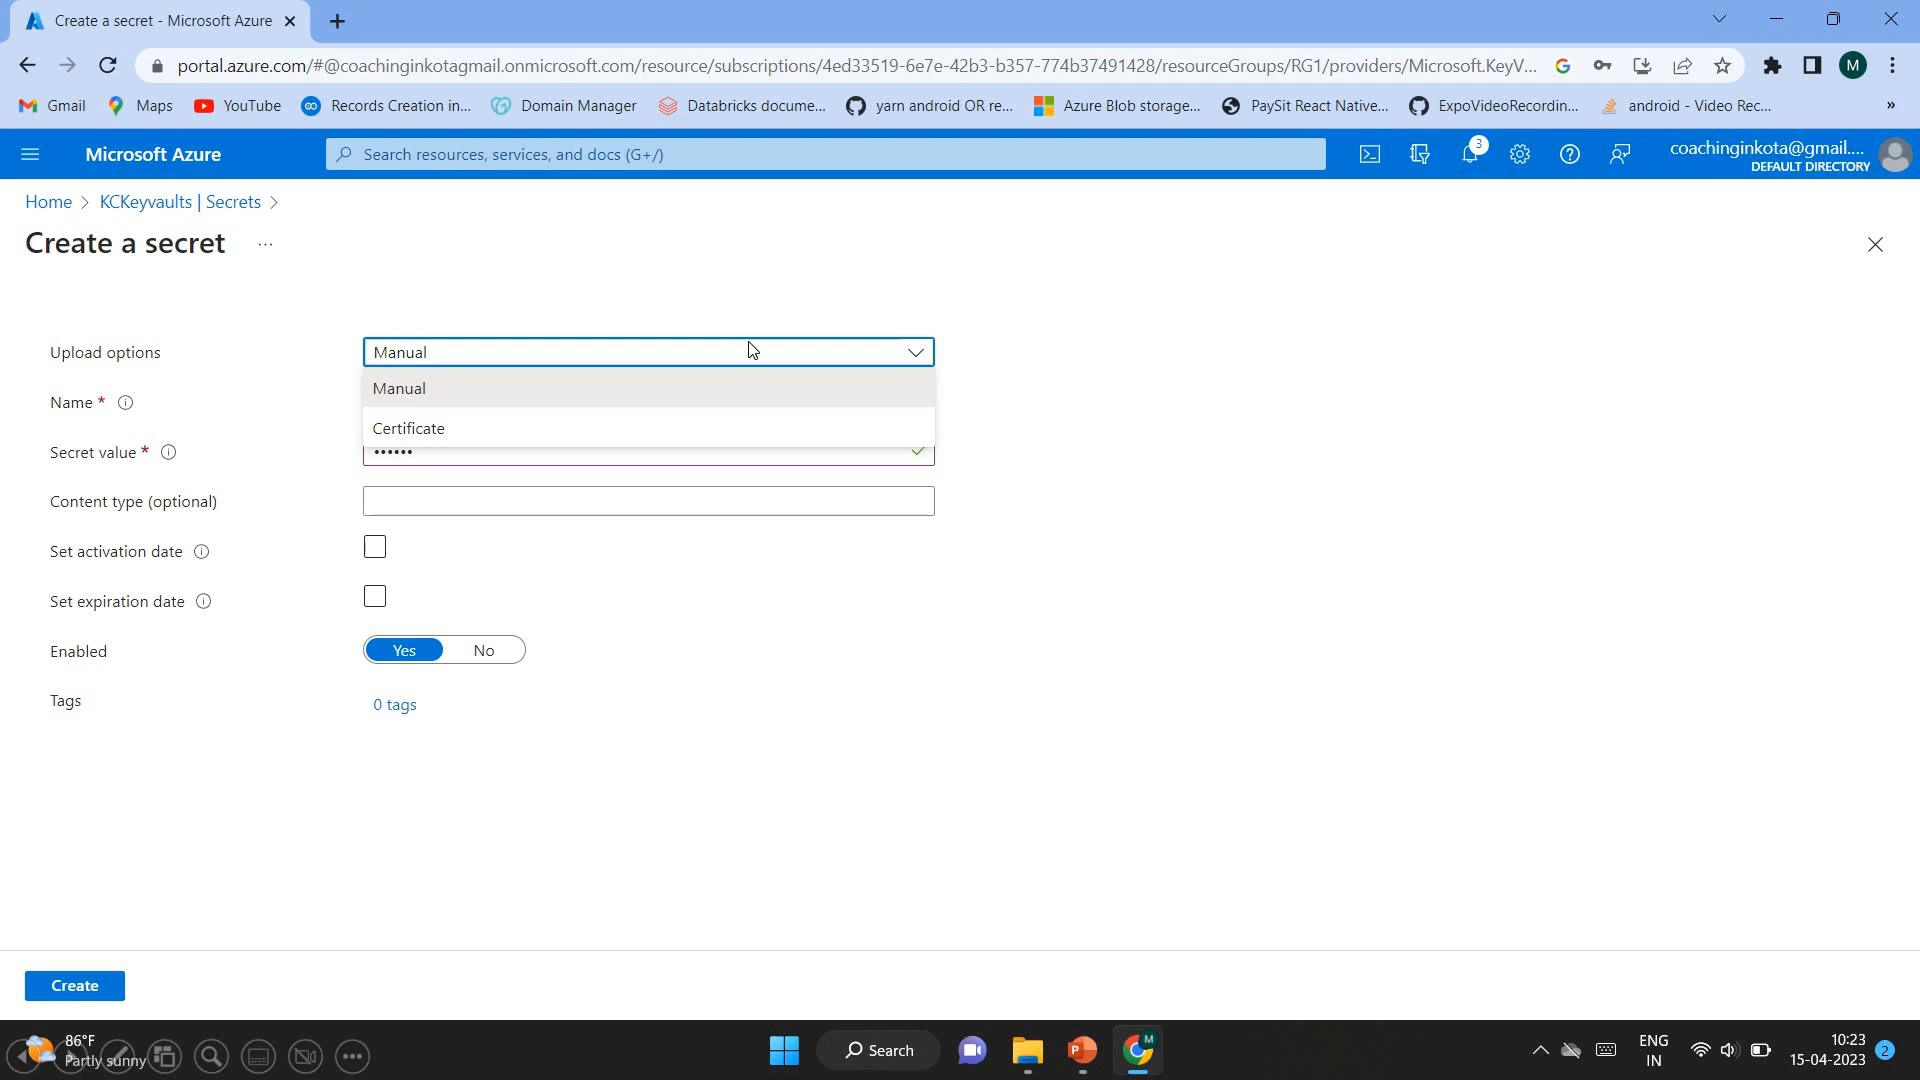 Create a secret - Microsoft Azure
portal.azure.com/#@coachinginkotagmail.onmicrosoft.com/resource/subscriptions/4ed33519-6e7e-42b3-b357-774b37491428/resourceGroups/RG1/providers/Microsoft.KeyV...
M
Gmail
Maps
YouTube
Records Creation in...
Domain Manager
Databricks docume...
yarn android OR re...
Azure Blob storage...
PaySit React Native...
ExpoVideoRecordin...
android - Video Rec...
»
Microsoft Azure
Search resources, services, and docs (G+/)
3
coachinginkota@gmail....
DEFAULT DIRECTORY
Home > KCKeyvaults | Secrets >
Create a secret ...
Upload options
Manual
Manual
Name *
Certificate
Secret value *
••••••
Content type (optional)
Set activation date
Set expiration date
Enabled
Yes
No
Tags
0 tags
Create
86°F
Partly sunny
Search
ENG
IN
10:23
15-04-2023
2